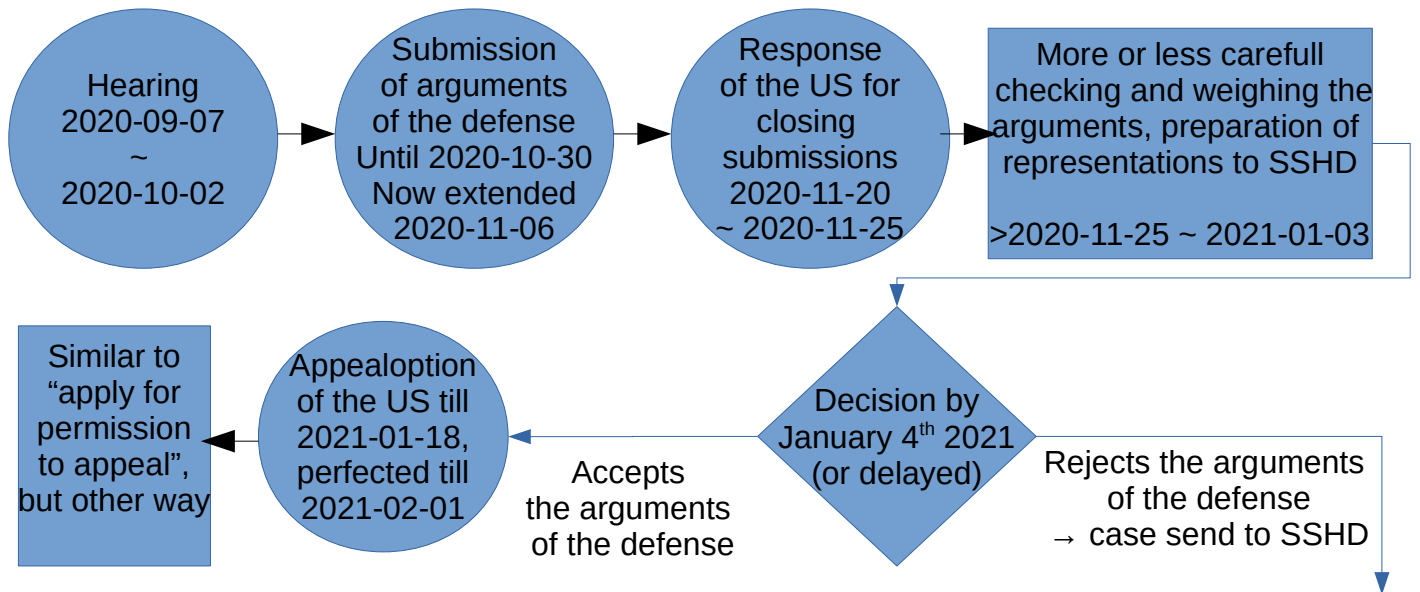 Hearing
2020-09-07
~
2020-10-02
Submission
of arguments
of the defense
Until 2020-10-30
Now extended
2020-11-06
Response
of the US for
closing
submissions
2020-11-20
~ 2020-11-25
More or less carefull
checking and weighing the
arguments, preparation of
representations to SSHD
>2020-11-25 ~ 2021-01-03
Decision by
January 4th 2021
(or delayed)
Accepts
the arguments
of the defense
Appealoption
of the US till
2021-01-18,
perfected till
2021-02-01
Similar to
“apply for
permission
to appeal”,
but other way
Rejects the arguments
of the defense
→ case send to SSHD